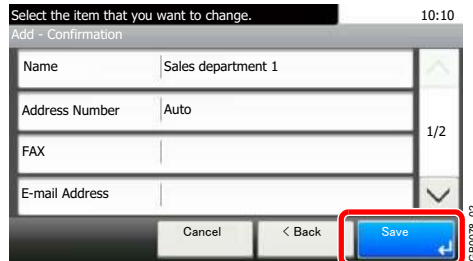 Select the item that you want to change. 10:10
Add - Confirmation
Name Sales department 1
Address Number Auto
1/2
FAX
E-mail Address
Cancel < Back Save
GB0078_02